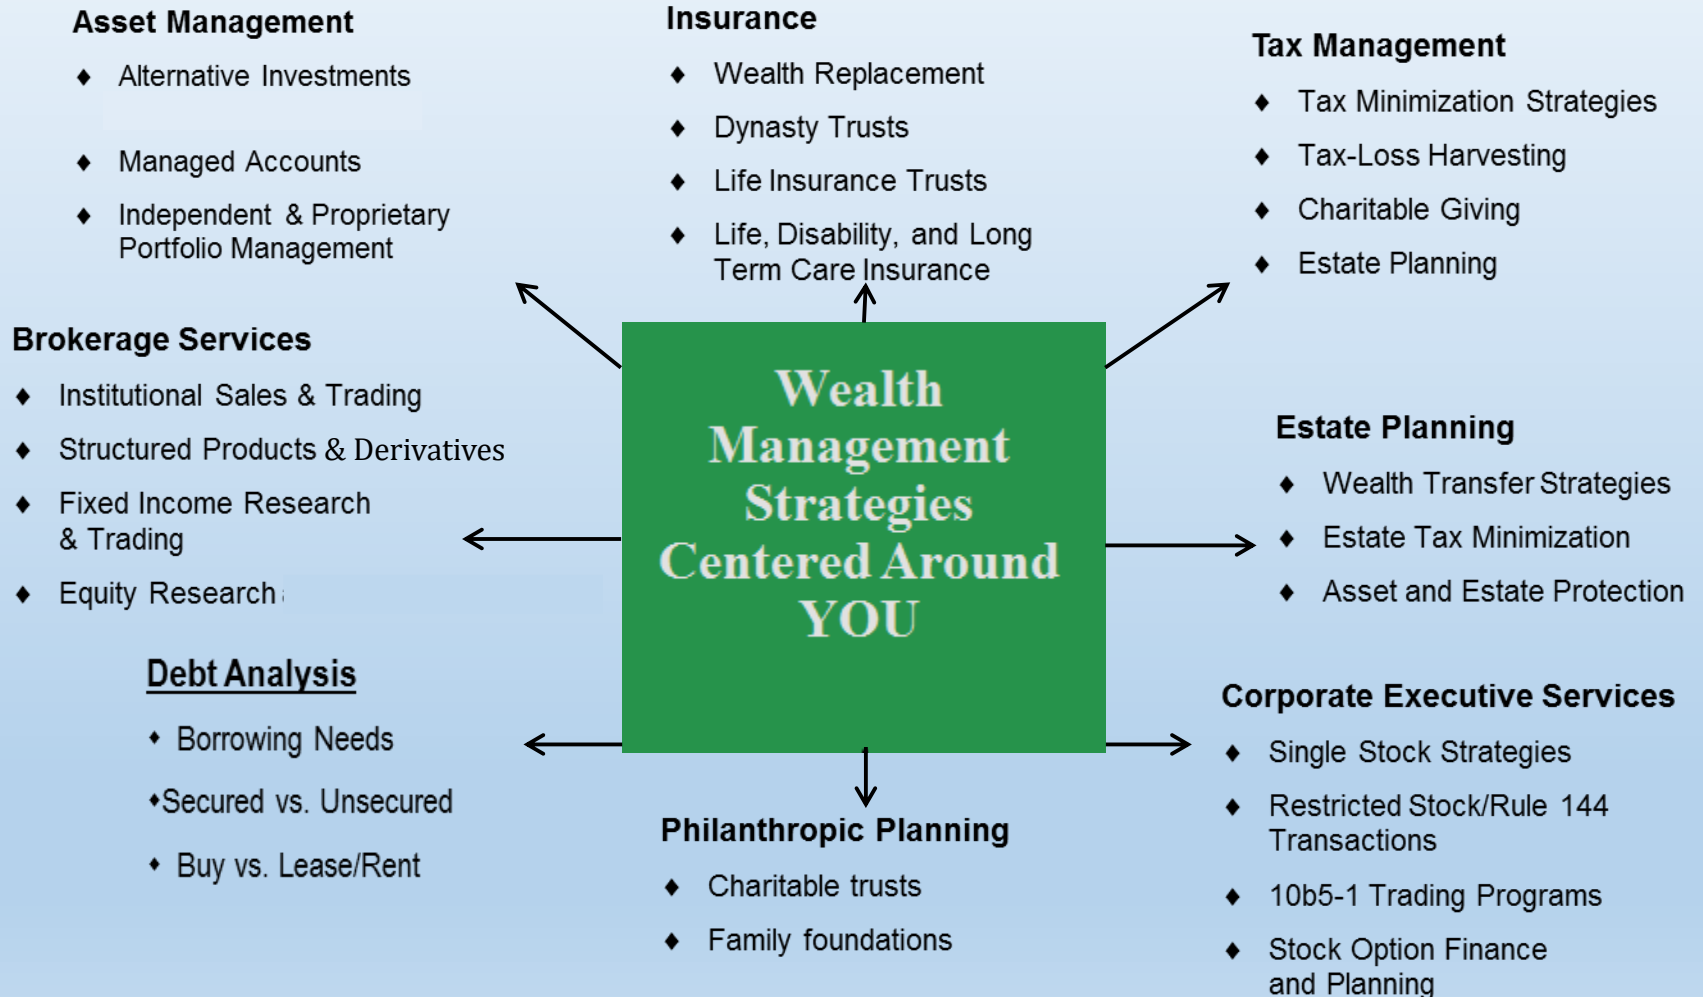 Asset Management
Alternative Investments
Managed Accounts
Independent & Proprietary
Portfolio Management
Insurance
Wealth Replacement
Dynasty Trusts
Life Insurance Trusts
Life, Disability, and Long
Term Care Insurance
Tax Management
Tax Minimization Strategies
Tax-Loss Harvesting
Charitable Giving
Estate Planning
Brokerage Services
Institutional Sales & Trading
Structured Products & Derivatives
Fixed Income Research
& Trading
Equity Research
Wealth
Management
Strategies
Centered Around
YOU
Estate Planning
Wealth Transfer Strategies
Estate Tax Minimization
Asset and Estate Protection
Debt Analysis
Borrowing Needs
Secured vs. Unsecured
Buy vs. Lease/Rent
Philanthropic Planning
Charitable trusts
Family foundations
Corporate Executive Services
Single Stock Strategies
Restricted Stock/Rule 144
Transactions
10b5-1 Trading Programs
Stock Option Finance
and Planning